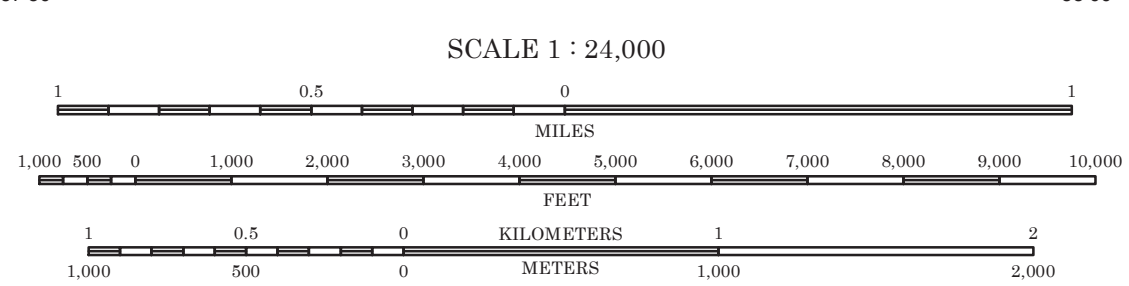 SCALE 1 : 24,000
1 0.5 0 1
MILES
1,000 500 0 1,000 2,000 3,000 4,000 5,000 6,000 7,000 8,000 9,000 10,000
FEET
1 0.5 0 KILOMETERS 1 2
1,000 500 0 METERS 1,000 2,000